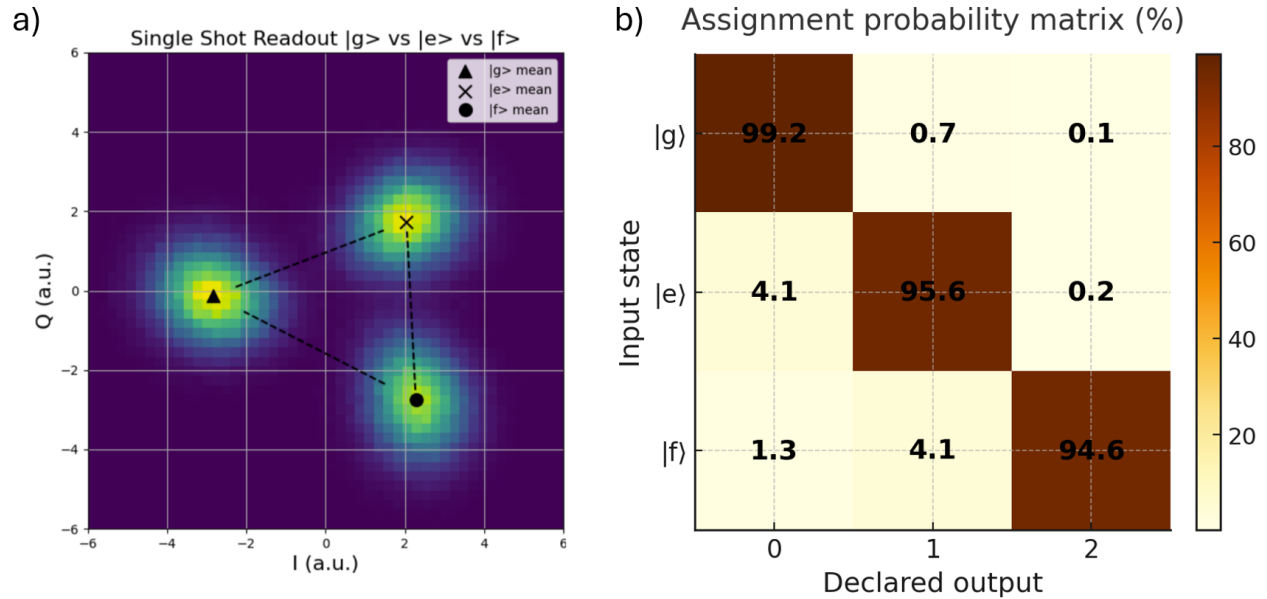 a)
Single Shot Readout |g> vs |e> vs |f>
|g> mean
|e> mean
|f> mean
6
4
2
0
−2
−4
−6
Q (a.u.)
−6 −4 −2 0 2 4 6
I (a.u.)
b)
Assignment probability matrix (%)
Input state
|g⟩ 99.2 0.7 0.1
|e⟩ 4.1 95.6 0.2
|f⟩ 1.3 4.1 94.6
0 1 2
Declared output
80
60
40
20